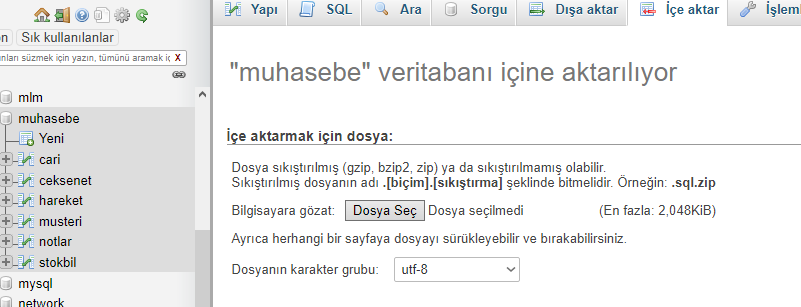 Yapı SQL Ara Sorgu Dışa aktar İçe aktar İşleml
on Sık kullanılanlar
unları süzmek için yazın, tümünü aramak iç X
mlm
muhasebe
Yeni
cari
ceksenet
hareket
musteri
notlar
stokbil
mysql
network
"muhasebe" veritabanı içine aktarılıyor
İçe aktarmak için dosya:
Dosya sıkıştırılmış (gzip, bzip2, zip) ya da sıkıştırılmamış olabilir.
Sıkıştırılmış dosyanın adı .[biçim].[sıkıştırma] şeklinde bitmelidir. Örneğin: .sql.zip
Bilgisayara gözat: Dosya Seç Dosya seçilmedi (En fazla: 2,048KiB)
Ayrıca herhangi bir sayfaya dosyayı sürükleyebilir ve bırakabilirsiniz.
Dosyanın karakter grubu: utf-8